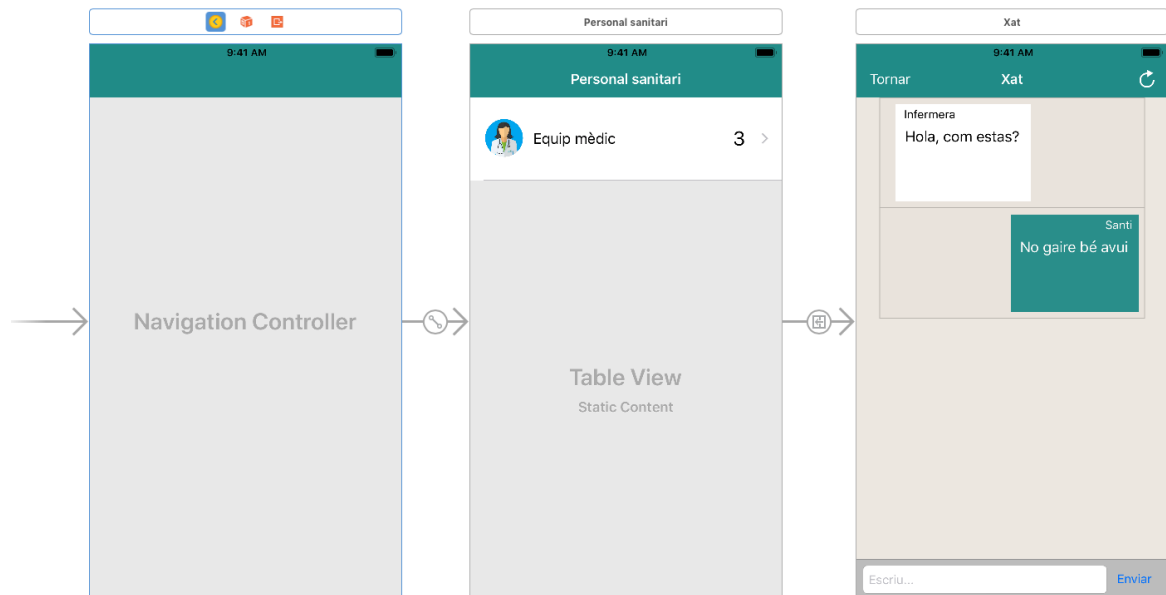 9:41 AM
Navigation Controller
Personal sanitari
9:41 AM
Personal sanitari
Equip mèdic
3
Table View
Static Content
Xat
9:41 AM
Tornar
Xat
Infermera
Hola, com estas?
Santi
No gaire bé avui
Escriu...
Enviar